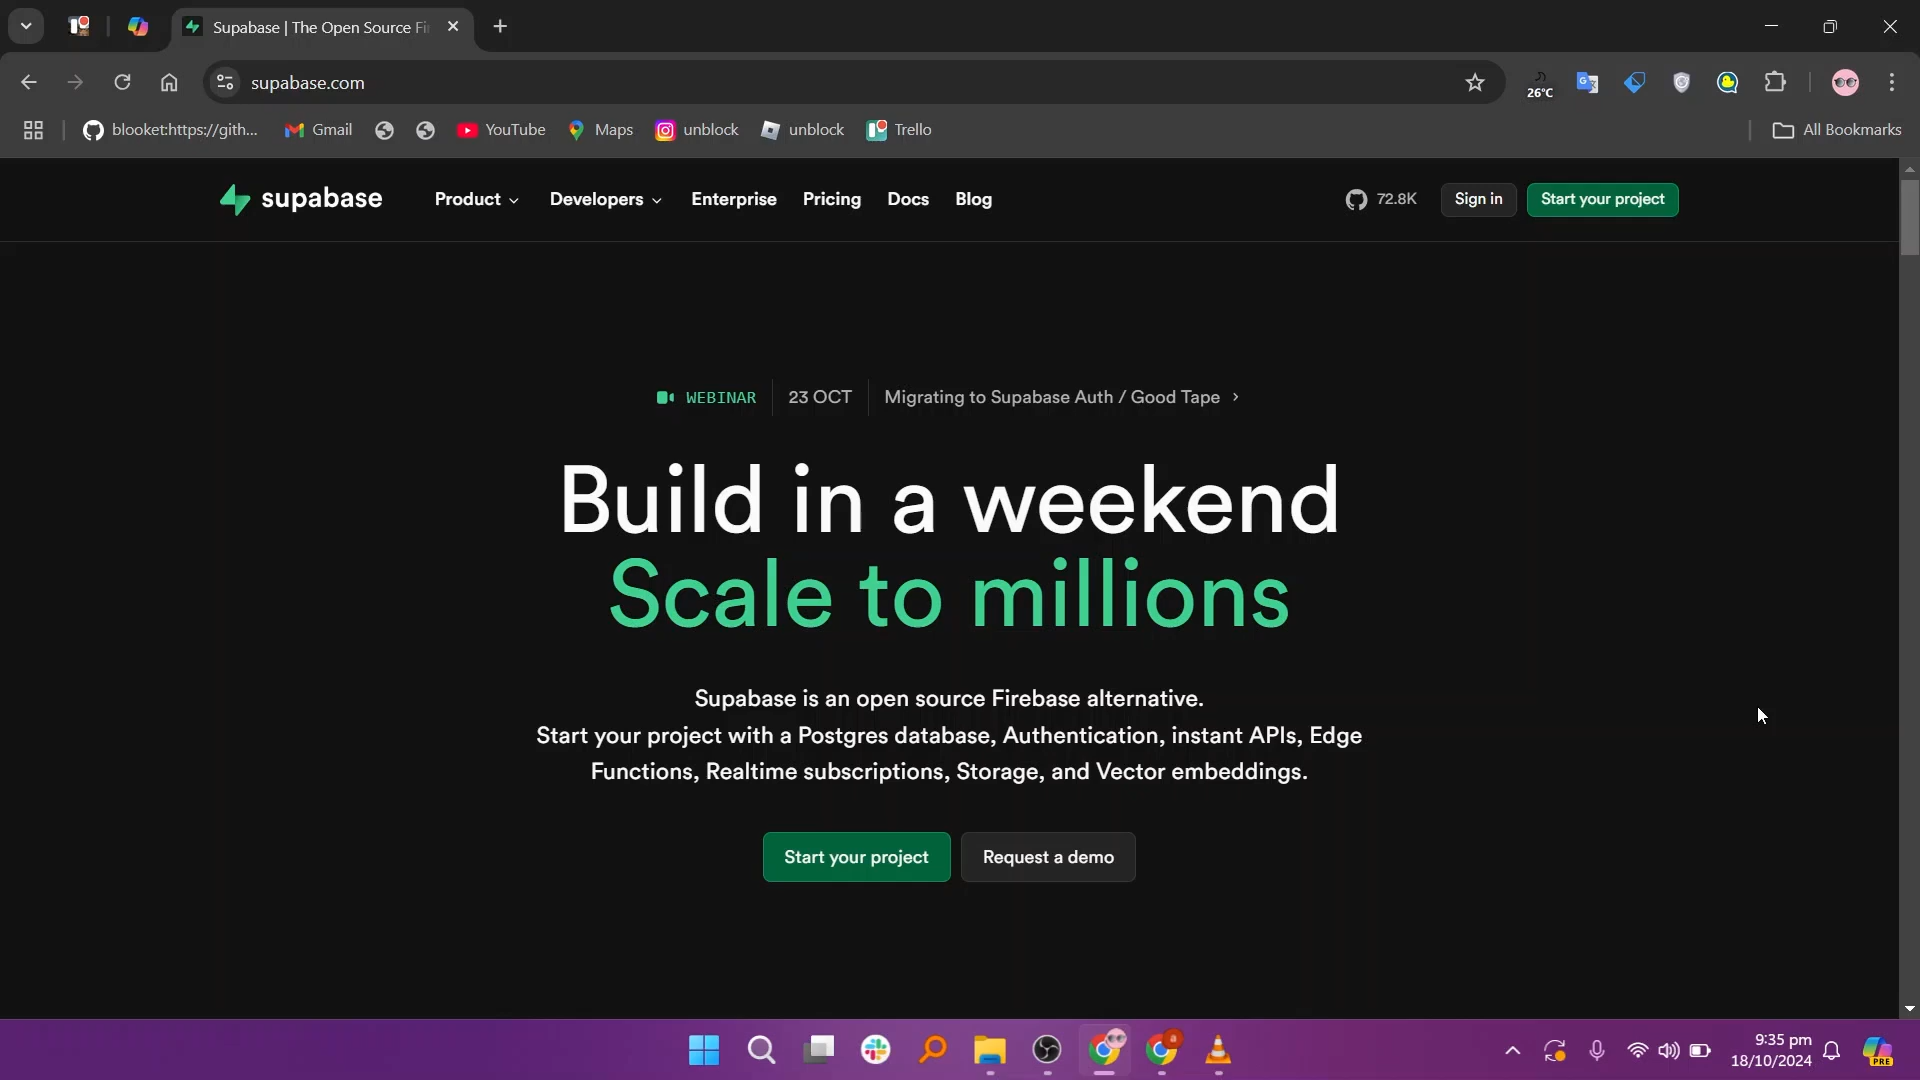 Supabase | The Open Source Fi
supabase.com
26°C
blooket:https://gith...
Gmail
YouTube
Maps
unblock
unblock
Trello
All Bookmarks
supabase
Product
Developers
Enterprise
Pricing
Docs
Blog
72.8K
Sign in
Start your project
WEBINAR
23 OCT
Migrating to Supabase Auth / Good Tape
Build in a weekend
Scale to millions
Supabase is an open source Firebase alternative.
Start your project with a Postgres database, Authentication, instant APIs, Edge
Functions, Realtime subscriptions, Storage, and Vector embeddings.
Start your project
Request a demo
9:35 pm
18/10/2024
PRE